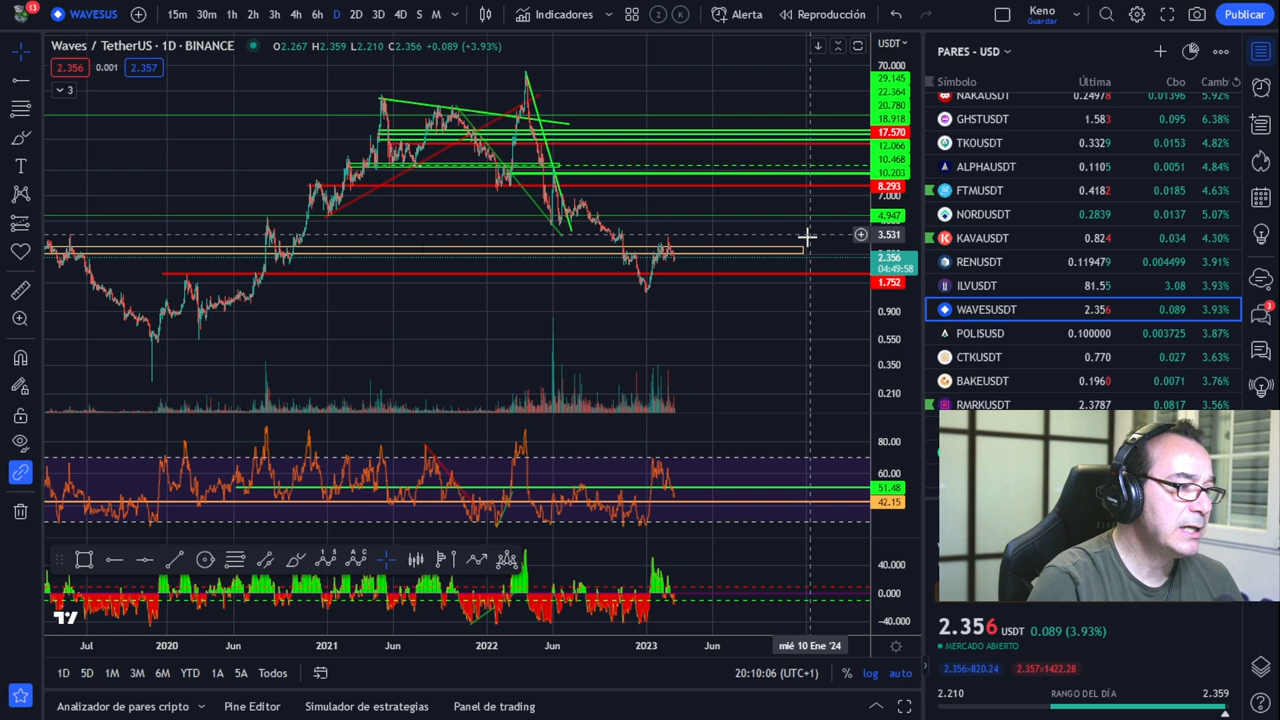 13
WAVESUS
15m 30m 1h 2h 3h 4h 6h D 2D 3D 4D S M
Indicadores
2 K
Alerta
Reproducción
Keno
Guardar
Publicar
Waves / TetherUS · 1D · BINANCE O2.267 H2.359 L2.210 C2.356 +0.089 (+3.93%)
2.356 0.001 2.357
3
USDT
70.000
29.145
22.364
20.780
18.918
17.570
12.066
10.468
10.203
8.293
7.000
4.947
3.531
2.356
04:49:58
1.752
0.900
0.550
0.350
0.210
80.00
60.00
51.48
42.15
40.000
0.000
-40.000
Jul 2020 Jun 2021 Jun 2022 Jun 2023 Jun mié 10 Ene '24
1D 5D 1M 3M 6M YTD 1A 5A Todos
20:10:06 (UTC+1) % log auto
Analizador de pares cripto Pine Editor Simulador de estrategias Panel de trading
PARES - USD
Símbolo Última Cbo Camb
NAKAUSDT 0.24978 0.01396 5.92%
GHSTUSDT 1.583 0.095 6.38%
TKOUSDT 0.3329 0.0153 4.82%
ALPHAUSDT 0.1105 0.0051 4.84%
FTMUSDT 0.4182 0.0185 4.63%
NORDUSDT 0.2839 0.0137 5.07%
KAVAUSDT 0.824 0.034 4.30%
RENUSDT 0.119479 0.004499 3.91%
ILVUSDT 81.55 3.08 3.93%
WAVESUSDT 2.356 0.089 3.93%
POLISUSD 0.100000 0.003725 3.87%
CTKUSDT 0.770 0.027 3.63%
BAKEUSDT 0.1960 0.0071 3.76%
RMRKUSDT 2.3787 0.0817 3.56%
3
2.356 USDT 0.089 (3.93%)
MERCADO ABIERTO
2.356×820.24 2.357×1422.28
2.210 RANGO DEL DÍA 2.359